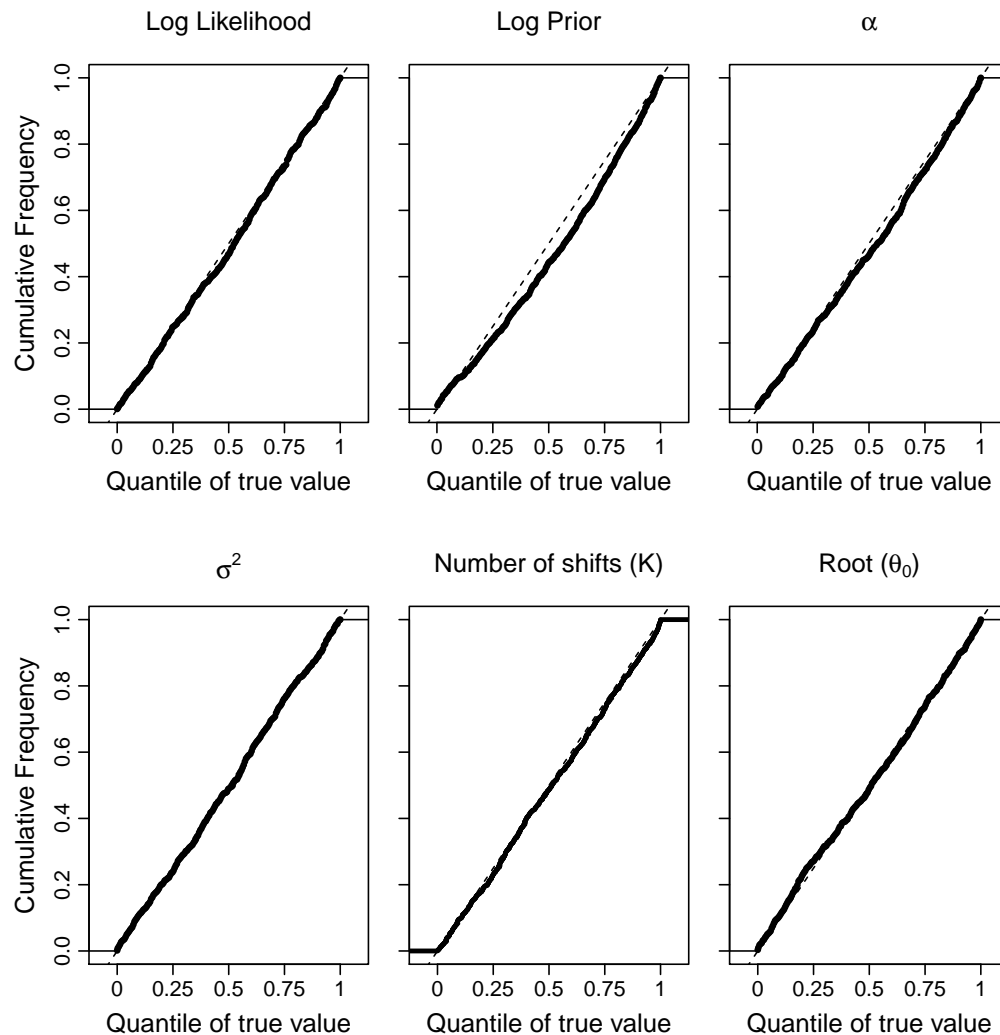 Log Likelihood
Log Prior
α
Cumulative Frequency
0.0 0.2 0.4 0.6 0.8 1.0
0 0.25 0.5 0.75 1
0 0.25 0.5 0.75 1
0 0.25 0.5 0.75 1
Quantile of true value
Quantile of true value
Quantile of true value
σ²
Number of shifts (K)
Root (θ₀)
Cumulative Frequency
0.0 0.2 0.4 0.6 0.8 1.0
0 0.25 0.5 0.75 1
0 0.25 0.5 0.75 1
0 0.25 0.5 0.75 1
Quantile of true value
Quantile of true value
Quantile of true value